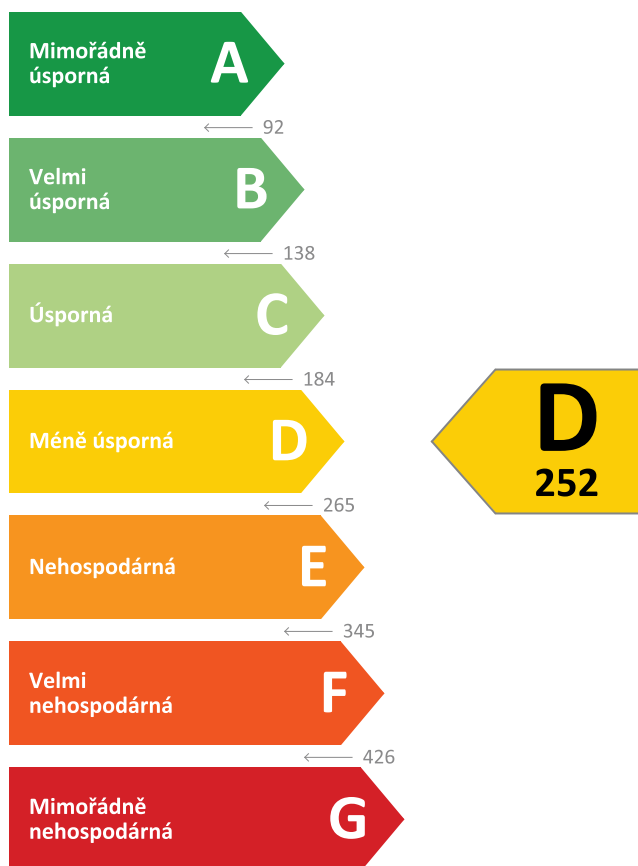 Mimořádně
úsporná
A
92
Velmi
úsporná
B
138
Úsporná
C
184
Méně úsporná
D
D
252
265
Nehospodárná
E
345
Velmi
nehospodárná
F
426
Mimořádně
nehospodárná
G